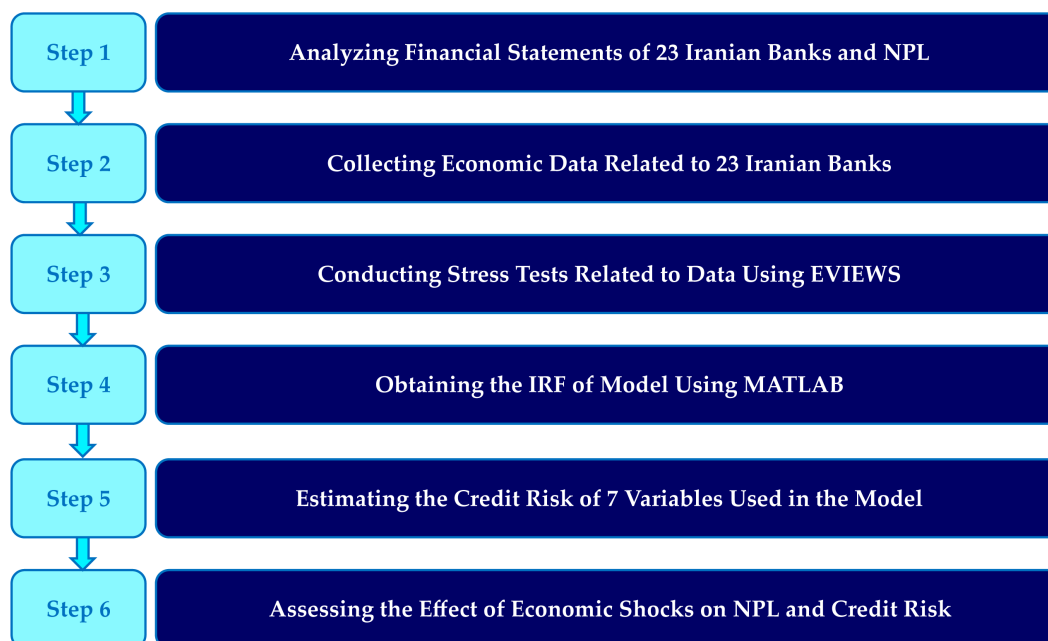 Step 1
Analyzing Financial Statements of 23 Iranian Banks and NPL
Step 2
Collecting Economic Data Related to 23 Iranian Banks
Step 3
Conducting Stress Tests Related to Data Using EVIEWS
Step 4
Obtaining the IRF of Model Using MATLAB
Step 5
Estimating the Credit Risk of 7 Variables Used in the Model
Step 6
Assessing the Effect of Economic Shocks on NPL and Credit Risk